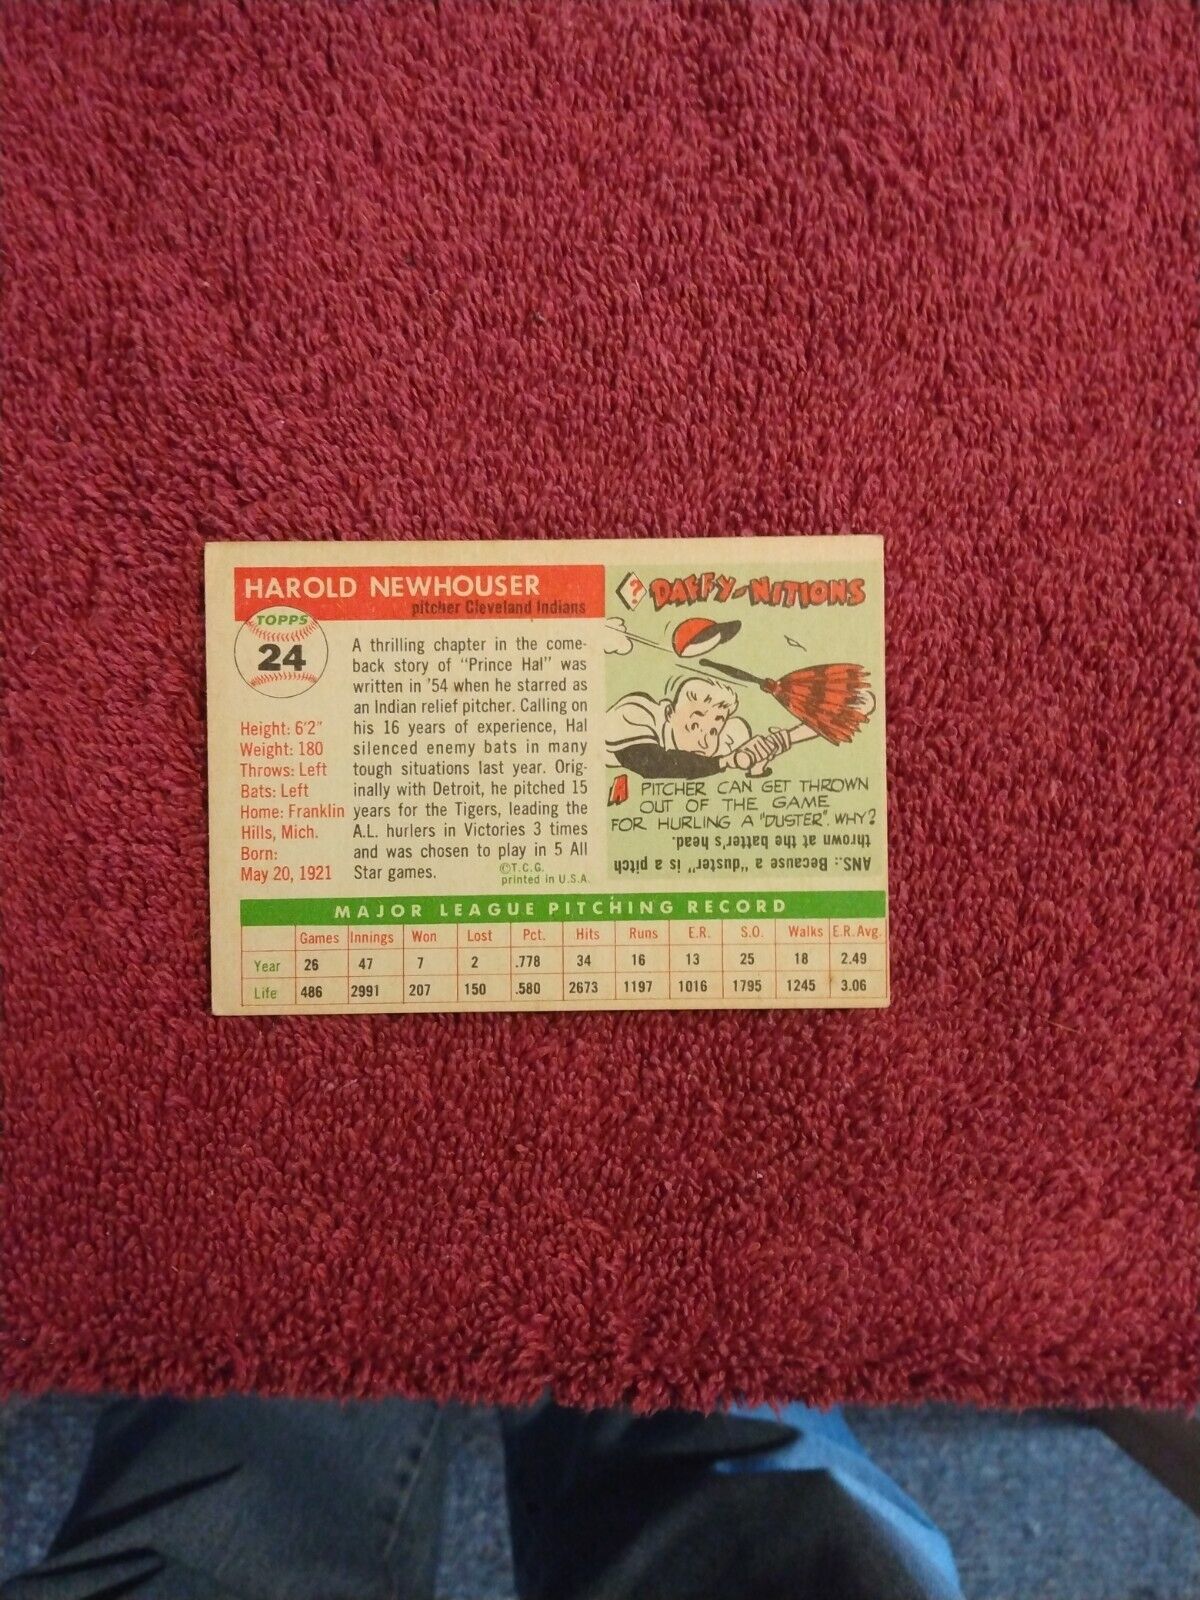 HAROLD NEWHOUSER
pitcher Cleveland Indians
TOPPS
24
Height: 6'2"
Weight: 180
Throws: Left
Bats: Left
Home: Franklin
Hills, Mich.
Born:
May 20, 1921
A thrilling chapter in the come-
back story of "Prince Hal" was
written in '54 when he starred as
an Indian relief pitcher. Calling on
his 16 years of experience, Hal
silenced enemy bats in many
tough situations last year. Orig-
inally with Detroit, he pitched 15
years for the Tigers, leading the
A.L. hurlers in Victories 3 times
and was chosen to play in 5 All
Star games.
©T.C.G.
printed in U.S.A.
? DAFFY-NITIONS
A PITCHER CAN GET THROWN
OUT OF THE GAME
FOR HURLING A "DUSTER". WHY?
ANS.: Because a "duster" is a pitch
thrown at the batter's head.
MAJOR LEAGUE PITCHING RECORD
Games Innings Won Lost Pct. Hits Runs E.R. S.O. Walks E.R. Avg.
Year 26 47 7 2 .778 34 16 13 25 18 2.49
Life 486 2991 207 150 .580 2673 1197 1016 1795 1245 3.06